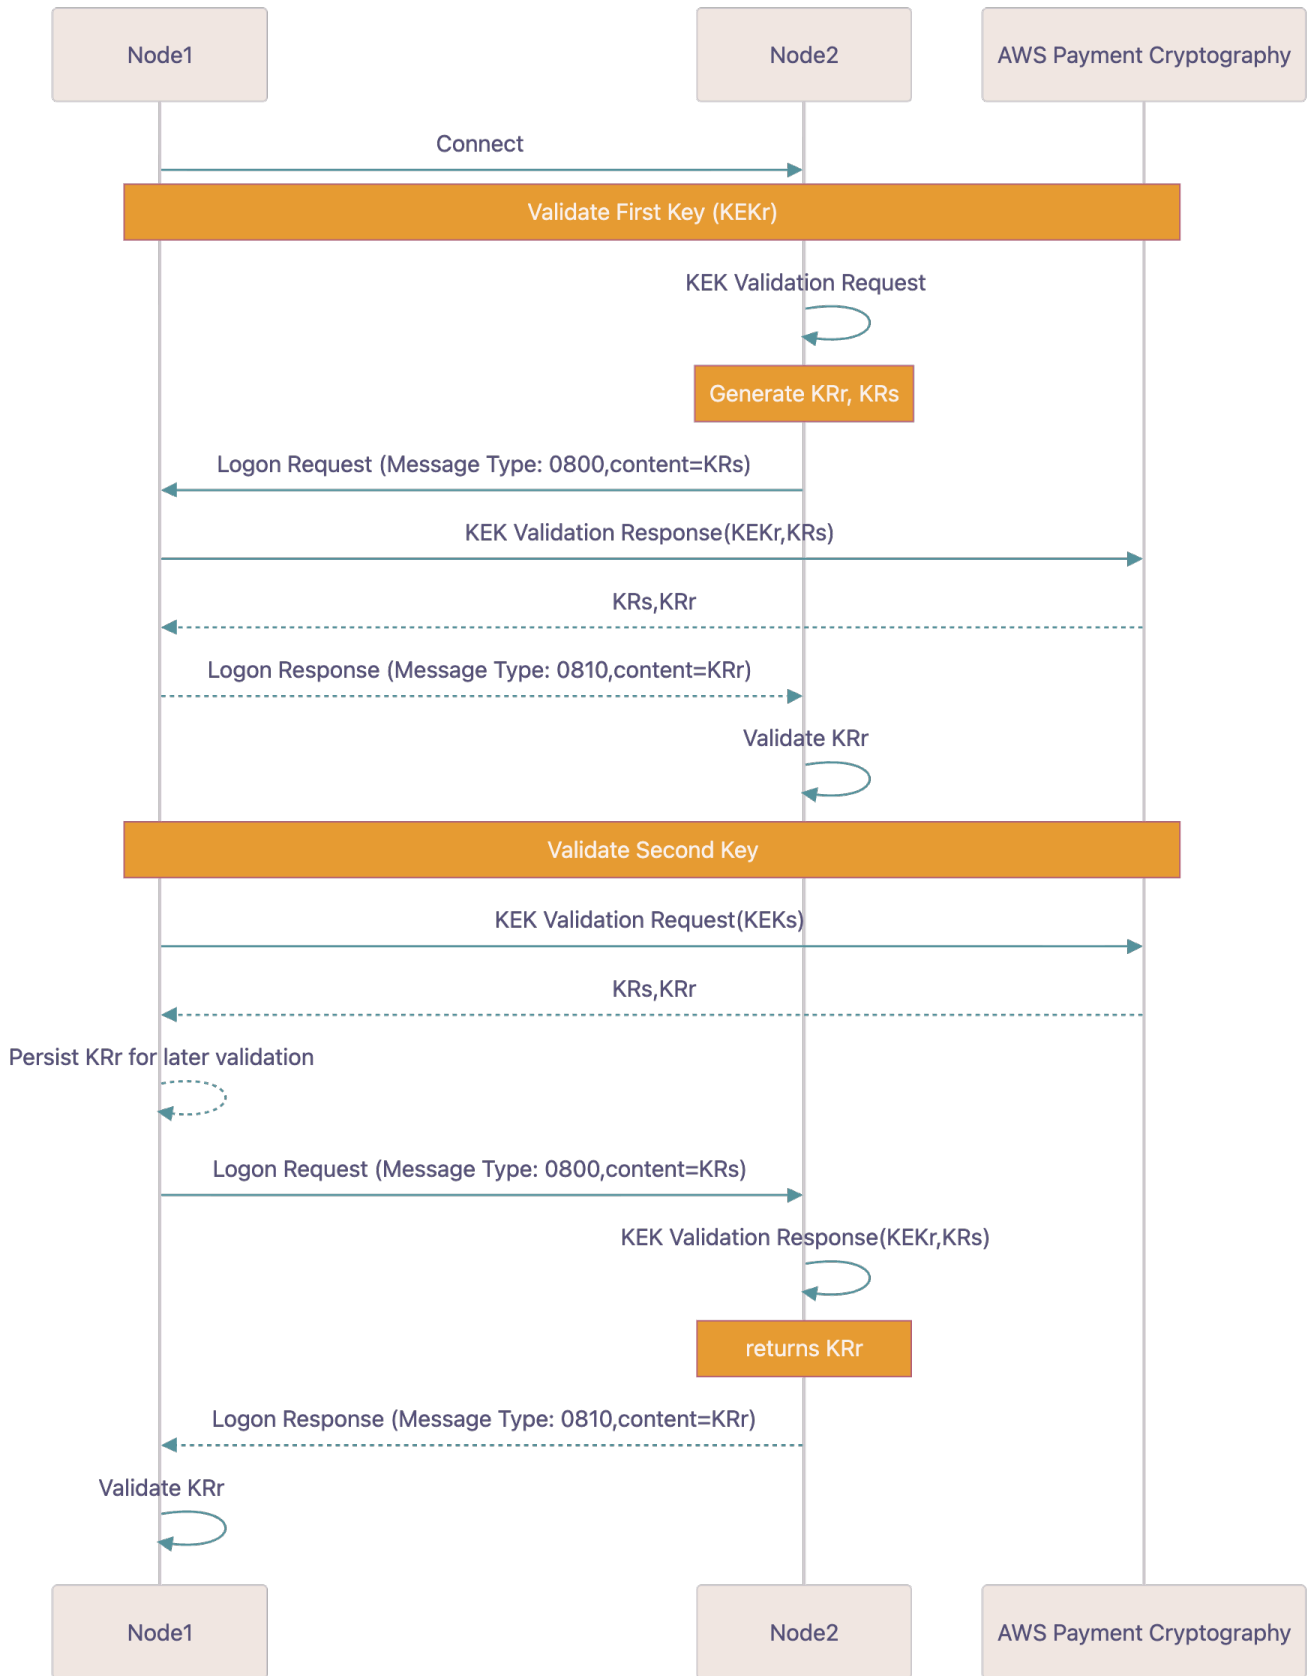 Node1
Node2
AWS Payment Cryptography
Connect
Validate First Key (KEKr)
KEK Validation Request
Generate KRr, KRs
Logon Request (Message Type: 0800,content=KRs)
KEK Validation Response(KEKr,KRs)
KRs,KRr
Logon Response (Message Type: 0810,content=KRr)
Validate KRr
Validate Second Key
KEK Validation Request(KEKs)
KRs,KRr
Persist KRr for later validation
Logon Request (Message Type: 0800,content=KRs)
KEK Validation Response(KEKr,KRs)
returns KRr
Logon Response (Message Type: 0810,content=KRr)
Validate KRr
Node1
Node2
AWS Payment Cryptography